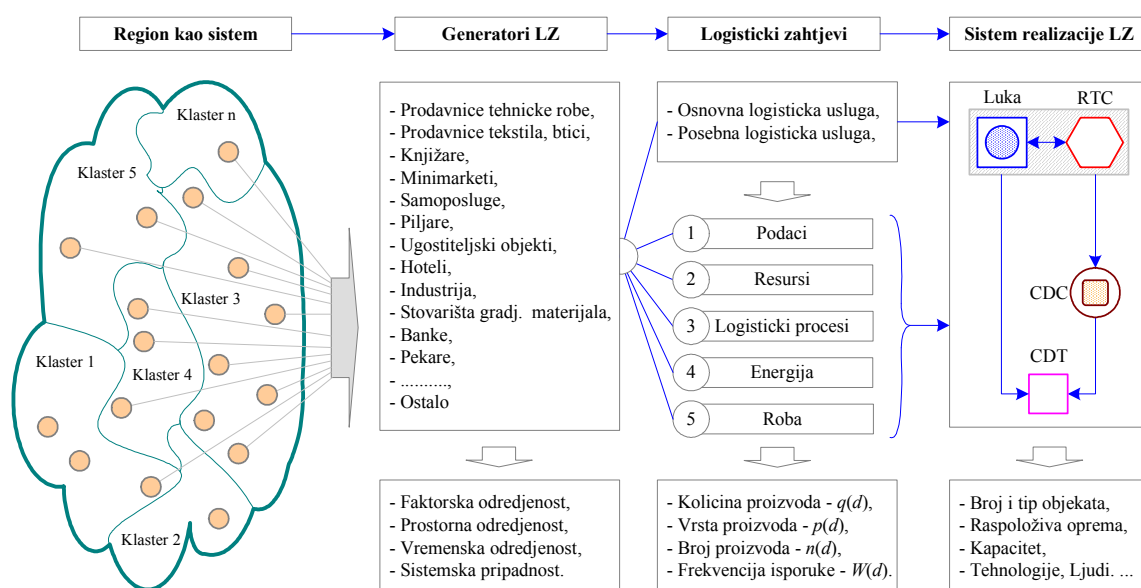 Region kao sistem
Generatori LZ
Logisticki zahtjevi
Sistem realizacije LZ
Klaster n
Klaster 5
Klaster 3
Klaster 1
Klaster 4
Klaster 2
- Prodavnice tehnicke robe,
- Prodavnice tekstila, btici,
- Knjižare,
- Minimarketi,
- Samoposluge,
- Piljare,
- Ugostiteljski objekti,
- Hoteli,
- Industrija,
- Stovarišta gradj. materijala,
- Banke,
- Pekare,
- ..........,
- Ostalo
- Faktorska odredjenost,
- Prostorna odredjenost,
- Vremenska odredjenost,
- Sistemska pripadnost.
- Osnovna logisticka usluga,
- Posebna logisticka usluga,
1 Podaci
2 Resursi
3 Logisticki procesi
4 Energija
5 Roba
- Kolicina proizvoda - q(d),
- Vrsta proizvoda - p(d),
- Broj proizvoda - n(d),
- Frekvencija isporuke - W(d).
Luka
RTC
CDC
CDT
- Broj i tip objekata,
- Raspoloživa oprema,
- Kapacitet,
- Tehnologije, Ljudi. ...